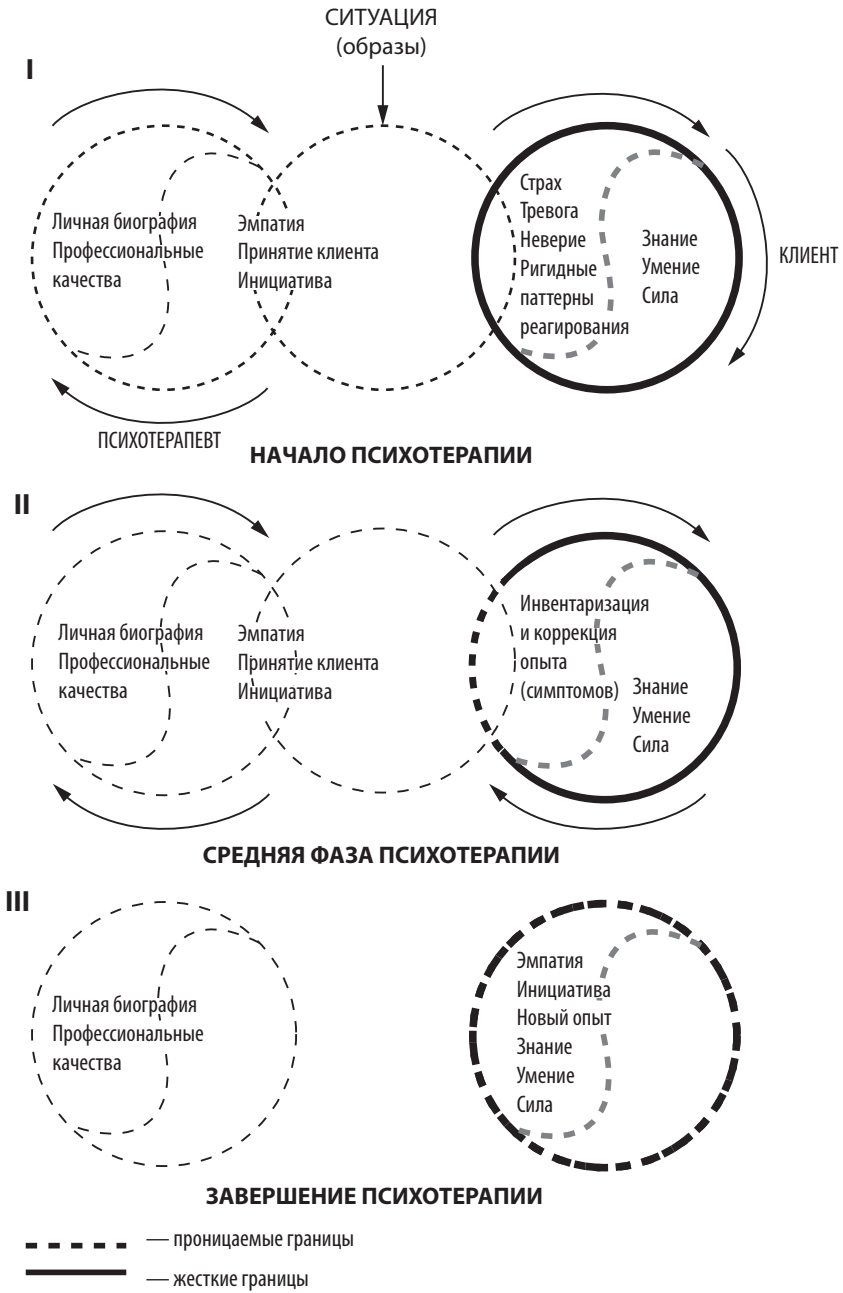 СИТУАЦИЯ
(образы)
I
Личная биография
Профессиональные
качества
Эмпатия
Принятие клиента
Инициатива
Страх
Тревога
Неверие
Ригидные
паттерны
реагирования
Знание
Умение
Сила
КЛИЕНТ
ПСИХОТЕРАПЕВТ
НАЧАЛО ПСИХОТЕРАПИИ
II
Личная биография
Профессиональные
качества
Эмпатия
Принятие клиента
Инициатива
Инвентаризация
и коррекция
опыта
(симптомов)
Знание
Умение
Сила
СРЕДНЯЯ ФАЗА ПСИХОТЕРАПИИ
III
Личная биография
Профессиональные
качества
Эмпатия
Инициатива
Новый опыт
Знание
Умение
Сила
ЗАВЕРШЕНИЕ ПСИХОТЕРАПИИ
— проницаемые границы
— жесткие границы